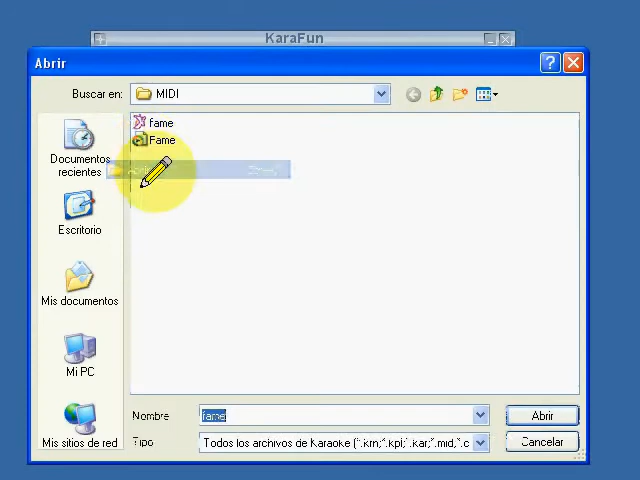 KaraFun
Abrir
Buscar en: MIDI
fame
Fame
Documentos
recientes
Escritorio
Mis documentos
Mi PC
Mis sitios de red
Nombre fame Abrir
Tipo Todos los archivos de Karaoke (*.kfn;*.kpl;*.kar;*.mid,*.c Cancelar